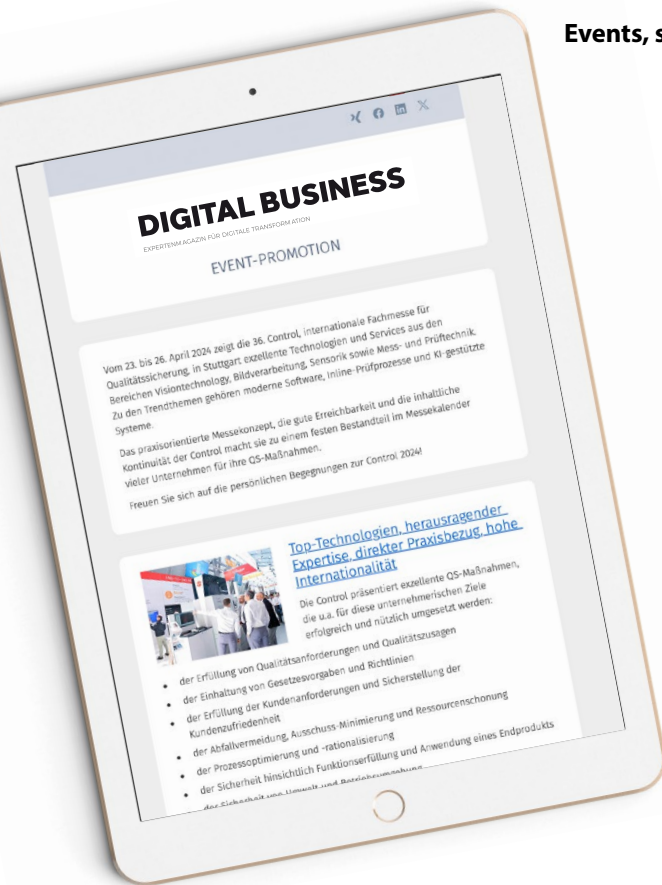 Events, s
DIGITAL BUSINESS
EXPERTENMAGAZIN FÜR DIGITALE TRANSFORMATION
EVENT-PROMOTION
Vom 23. bis 26. April 2024 zeigt die 36. Control, internationale Fachmesse für
Qualitätssicherung, in Stuttgart exzellente Technologien und Services aus den
Bereichen Visiontechnology, Bildverarbeitung, Sensorik sowie Mess- und Prüftechnik.
Zu den Trendthemen gehören moderne Software, Inline-Prüfprozesse und KI-gestützte
Systeme.
Das praxisorientierte Messekonzept, die gute Erreichbarkeit und die inhaltliche
Kontinuität der Control macht sie zu einem festen Bestandteil im Messekalender
vieler Unternehmen für ihre QS-Maßnahmen.
Freuen Sie sich auf die persönlichen Begegnungen zur Control 2024!
Top-Technologien, herausragender
Expertise, direkter Praxisbezug, hohe
Internationalität
Die Control präsentiert exzellente QS-Maßnahmen,
die u.a. für diese unternehmerischen Ziele
erfolgreich und nützlich umgesetzt werden:
• der Erfüllung von Qualitätsanforderungen und Qualitätszusagen
• der Einhaltung von Gesetzesvorgaben und Richtlinien
• der Erfüllung der Kundenanforderungen und Sicherstellung der
Kundenzufriedenheit
• der Abfallvermeidung, Ausschuss-Minimierung und Ressourcenschonung
• der Prozessoptimierung und -rationalisierung
• der Sicherheit hinsichtlich Funktionserfüllung und Anwendung eines Endprodukts
der Sicherheit von Umwelt und Betriebsumgebung